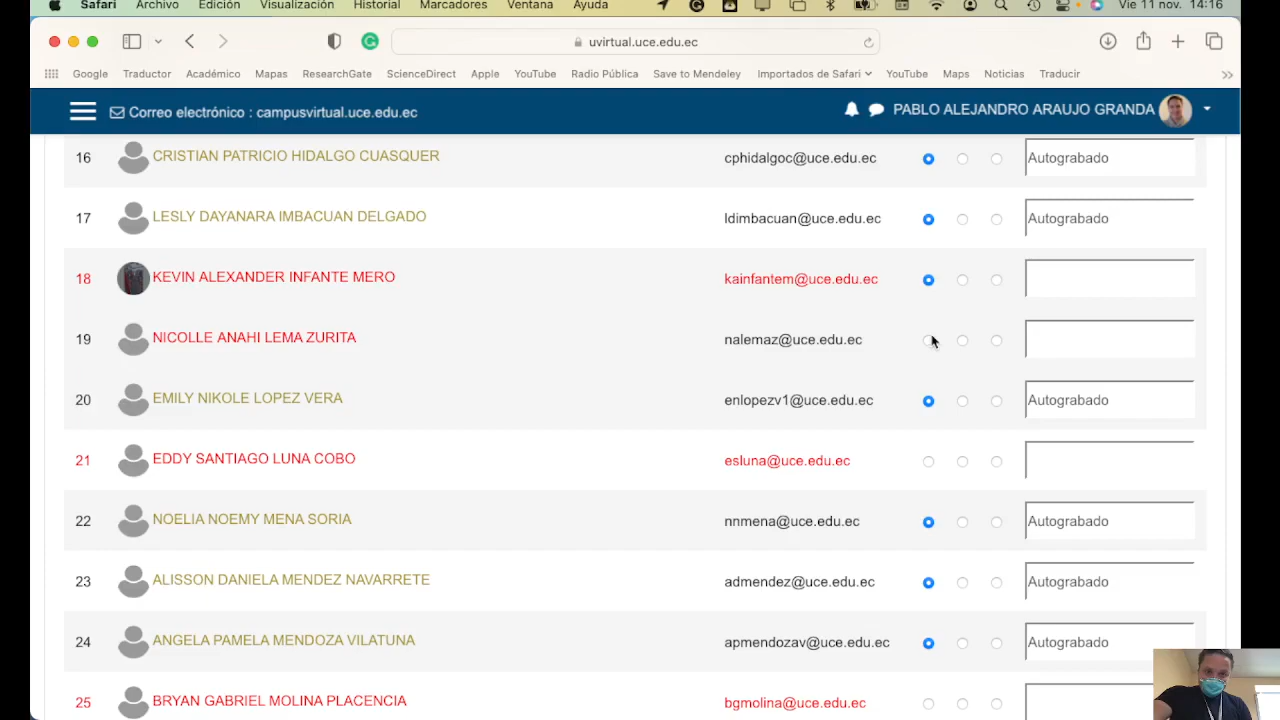 Safari Archivo Edición Visualización Historial Marcadores Ventana Ayuda Vie 11 nov. 14:16
uvirtual.uce.edu.ec
Google Traductor Académico Mapas ResearchGate ScienceDirect Apple YouTube Radio Pública Save to Mendeley Importados de Safari YouTube Maps Noticias Traducir
Correo electrónico : campusvirtual.uce.edu.ec PABLO ALEJANDRO ARAUJO GRANDA
16 CRISTIAN PATRICIO HIDALGO CUASQUER cphidalgoc@uce.edu.ec Autograbado
17 LESLY DAYANARA IMBACUAN DELGADO ldimbacuan@uce.edu.ec Autograbado
18 KEVIN ALEXANDER INFANTE MERO kainfantem@uce.edu.ec
19 NICOLLE ANAHI LEMA ZURITA nalemaz@uce.edu.ec
20 EMILY NIKOLE LOPEZ VERA enlopezv1@uce.edu.ec Autograbado
21 EDDY SANTIAGO LUNA COBO esluna@uce.edu.ec
22 NOELIA NOEMY MENA SORIA nnmena@uce.edu.ec Autograbado
23 ALISSON DANIELA MENDEZ NAVARRETE admendez@uce.edu.ec Autograbado
24 ANGELA PAMELA MENDOZA VILATUNA apmendozav@uce.edu.ec Autograbado
25 BRYAN GABRIEL MOLINA PLACENCIA bgmolina@uce.edu.ec